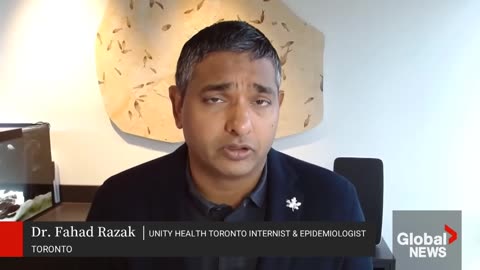 Dr. Fahad Razak | UNITY HEALTH TORONTO INTERNIST & EPIDEMIOLOGIST
TORONTO
Global
NEWS